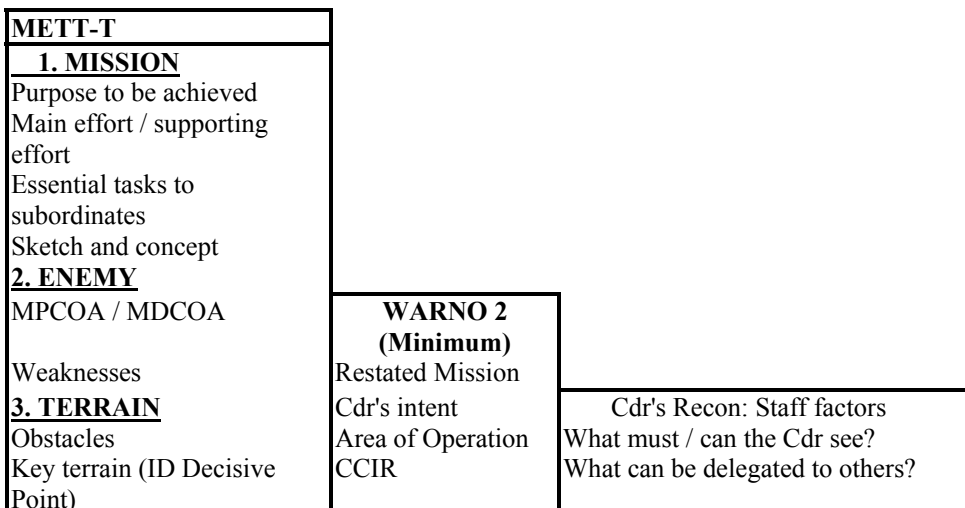 METT-T
1. MISSION
Purpose to be achieved
Main effort / supporting
effort
Essential tasks to
subordinates
Sketch and concept
2. ENEMY
MPCOA / MDCOA
Weaknesses
3. TERRAIN
Obstacles
Key terrain (ID Decisive
Point)
WARNO 2
(Minimum)
Restated Mission
Cdr's intent
Area of Operation
CCIR
Cdr's Recon: Staff factors
What must / can the Cdr see?
What can be delegated to others?